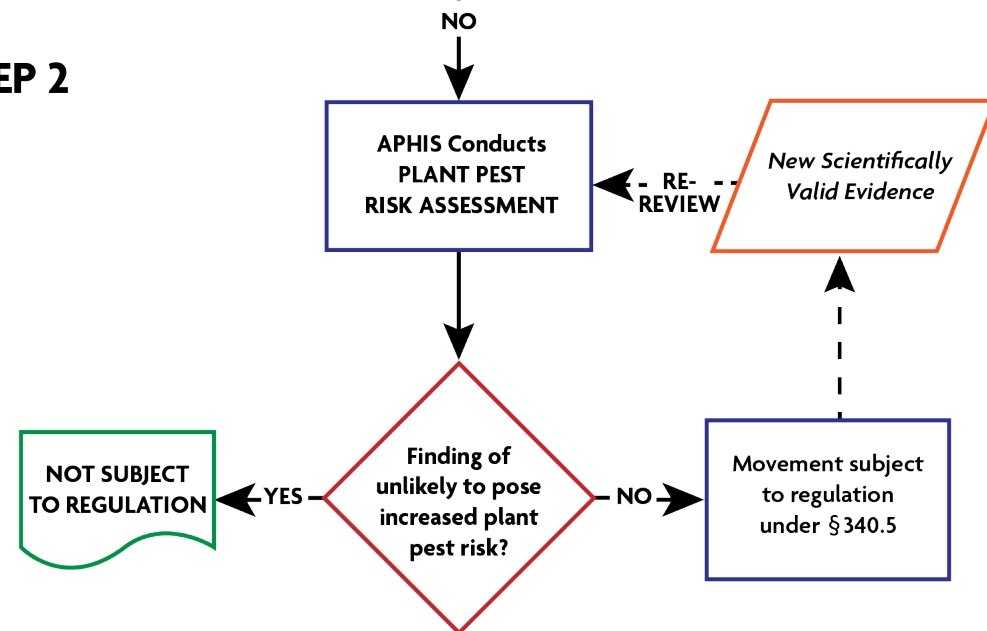 NO
EP 2
APHIS Conducts
PLANT PEST
RISK ASSESSMENT
RE-
REVIEW
New Scientifically
Valid Evidence
Finding of
unlikely to pose
increased plant
pest risk?
YES
NOT SUBJECT
TO REGULATION
NO
Movement subject
to regulation
under §340.5